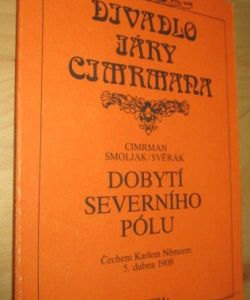 DIVADLO
JÁRY
CIMRMANA
CIMRMAN
SMOLJAK/SVĚRÁK
DOBYTÍ
SEVERNÍHO
PÓLU
Čechem Karlem Němcem
5. dubna 1909